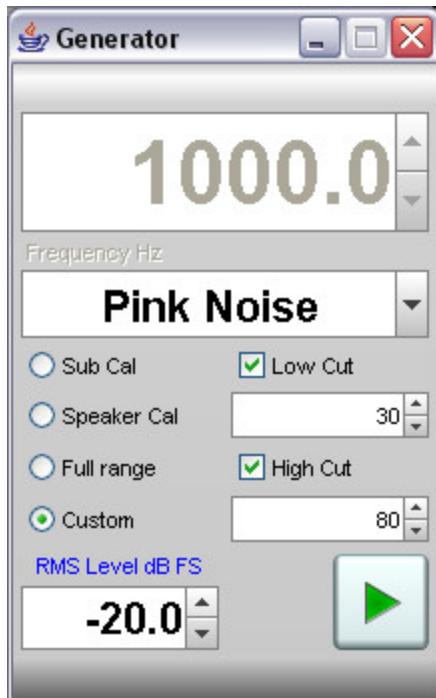 Generator
1000.0
Frequency Hz
Pink Noise
Sub Cal Low Cut
Speaker Cal 30
Full range High Cut
Custom 80
RMS Level dB FS
-20.0